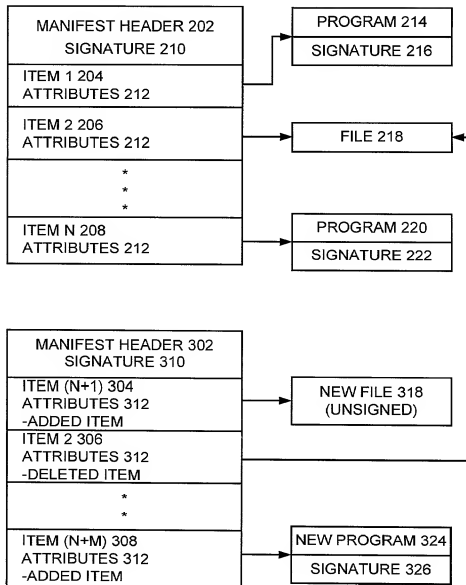 MANIFEST HEADER 202
SIGNATURE 210
ITEM 1 204
ATTRIBUTES 212
ITEM 2 206
ATTRIBUTES 212
*
*
*
ITEM N 208
ATTRIBUTES 212
PROGRAM 214
SIGNATURE 216
FILE 218
PROGRAM 220
SIGNATURE 222
MANIFEST HEADER 302
SIGNATURE 310
ITEM (N+1) 304
ATTRIBUTES 312
-ADDED ITEM
ITEM 2 306
ATTRIBUTES 312
-DELETED ITEM
*
*
ITEM (N+M) 308
ATTRIBUTES 312
-ADDED ITEM
NEW FILE 318
(UNSIGNED)
NEW PROGRAM 324
SIGNATURE 326